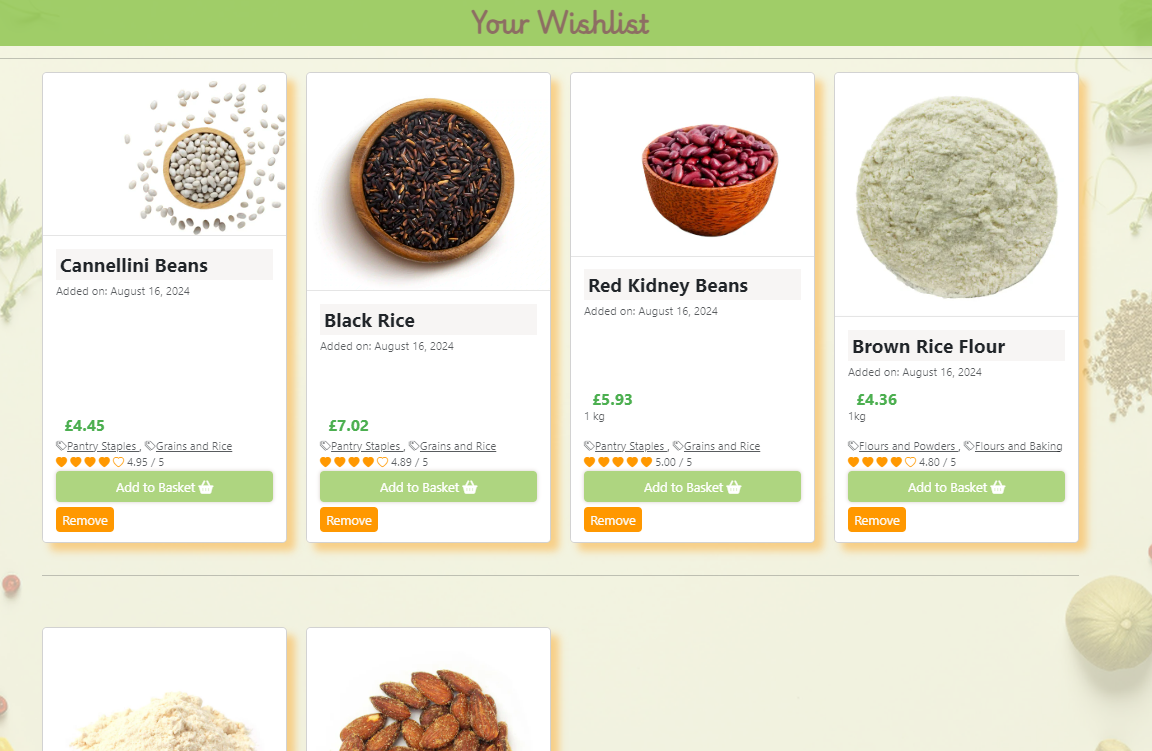 Your Wishlist
Cannellini Beans
Added on: August 16, 2024
£4.45
Pantry Staples , Grains and Rice
4.95 / 5
Add to Basket
Remove
Black Rice
Added on: August 16, 2024
£7.02
Pantry Staples , Grains and Rice
4.89 / 5
Add to Basket
Remove
Red Kidney Beans
Added on: August 16, 2024
£5.93
1 kg
Pantry Staples , Grains and Rice
5.00 / 5
Add to Basket
Remove
Brown Rice Flour
Added on: August 16, 2024
£4.36
1kg
Flours and Powders , Flours and Baking
4.80 / 5
Add to Basket
Remove